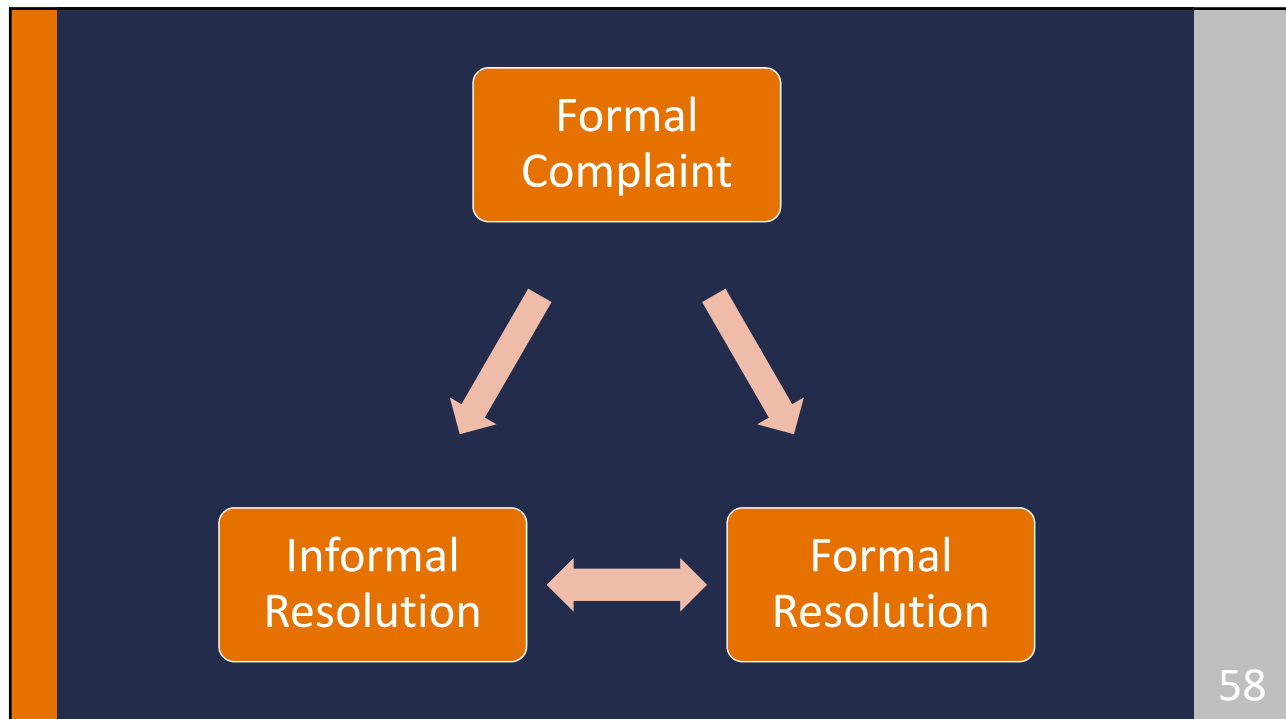 Formal
Complaint
Informal
Resolution
Formal
Resolution
58